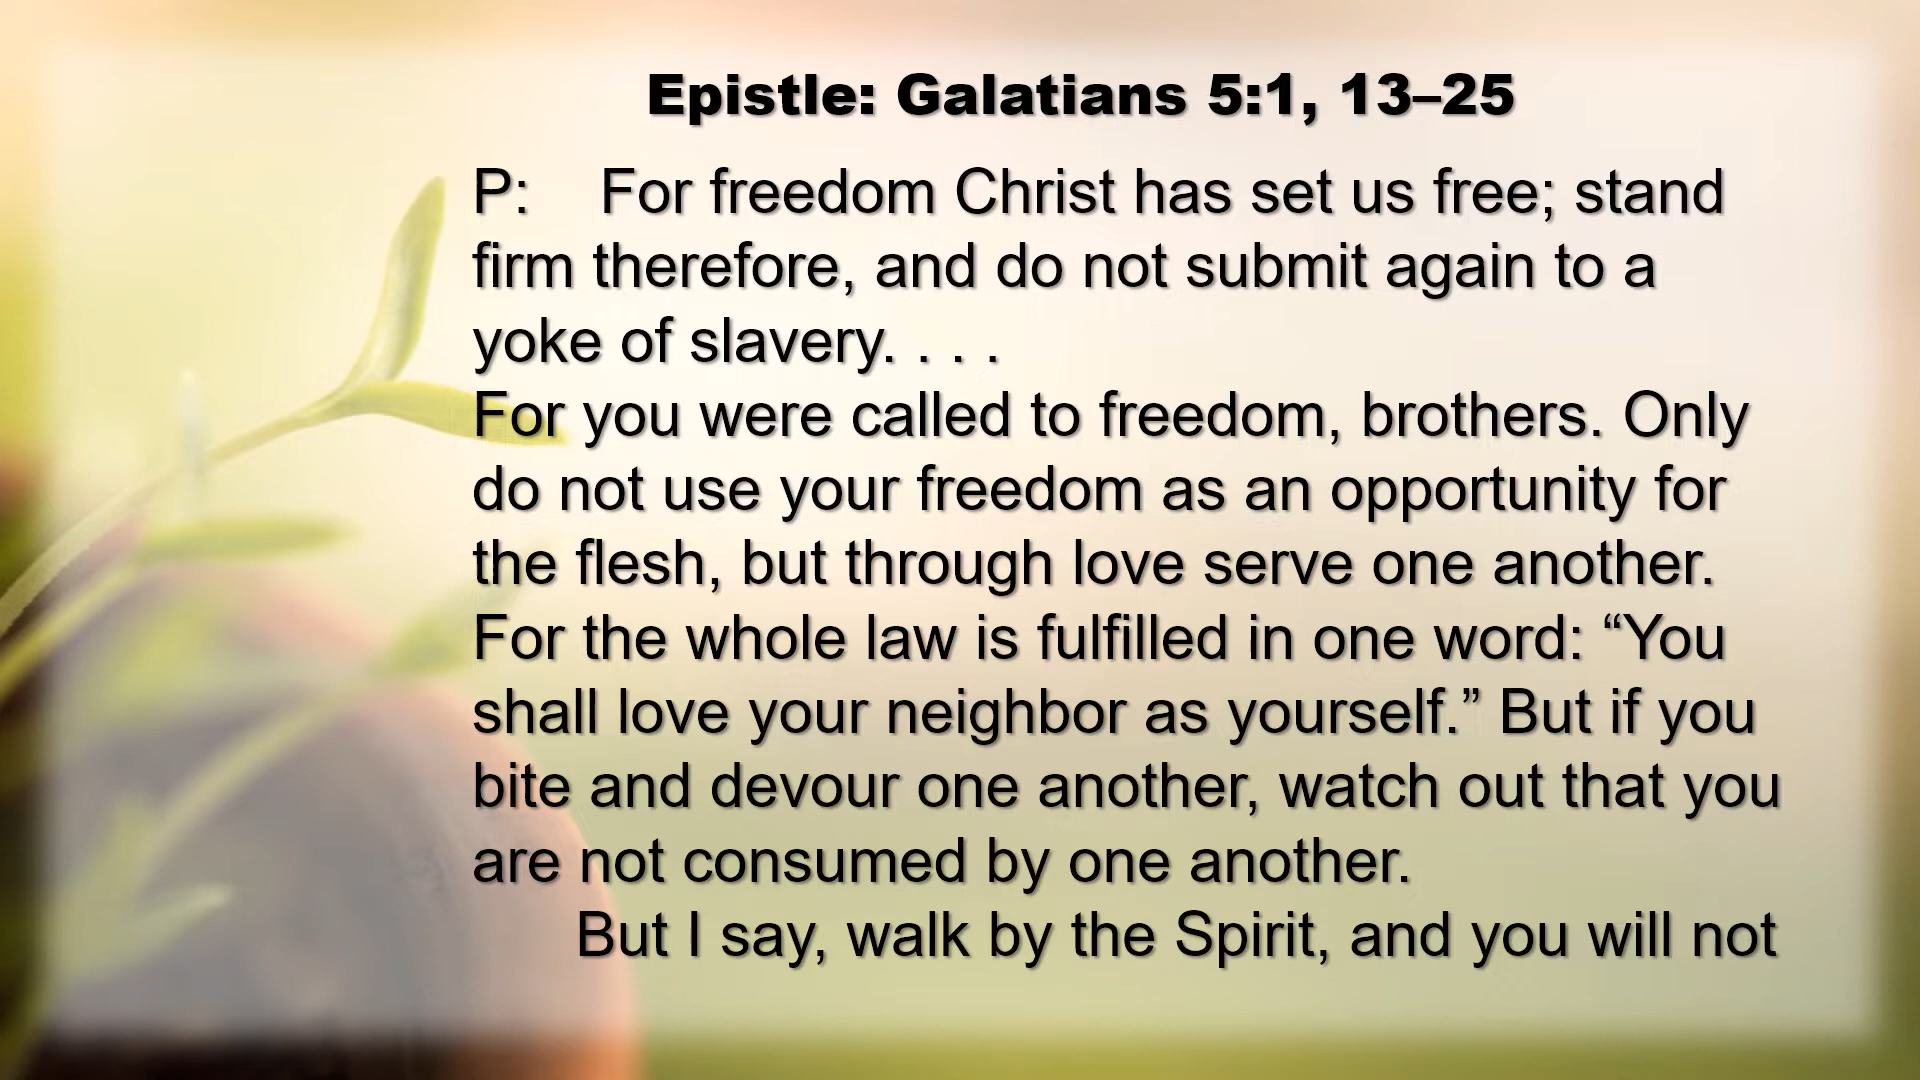 Epistle: Galatians 5:1, 13–25
P: For freedom Christ has set us free; stand
firm therefore, and do not submit again to a
yoke of slavery. . . .
For you were called to freedom, brothers. Only
do not use your freedom as an opportunity for
the flesh, but through love serve one another.
For the whole law is fulfilled in one word: “You
shall love your neighbor as yourself.” But if you
bite and devour one another, watch out that you
are not consumed by one another.
But I say, walk by the Spirit, and you will not